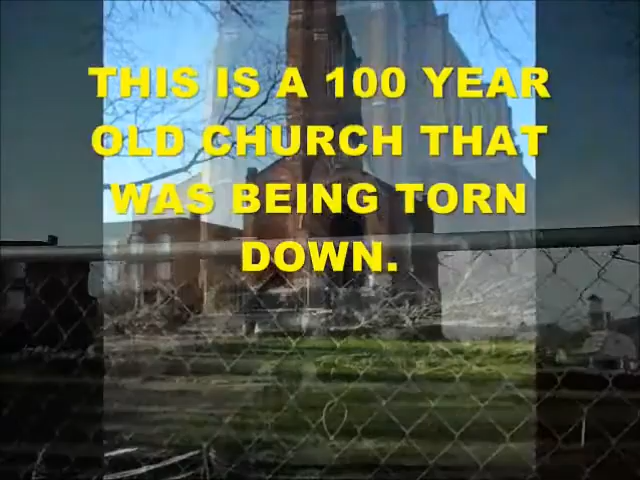 THIS IS A 100 YEAR
OLD CHURCH THAT
WAS BEING TORN
DOWN.